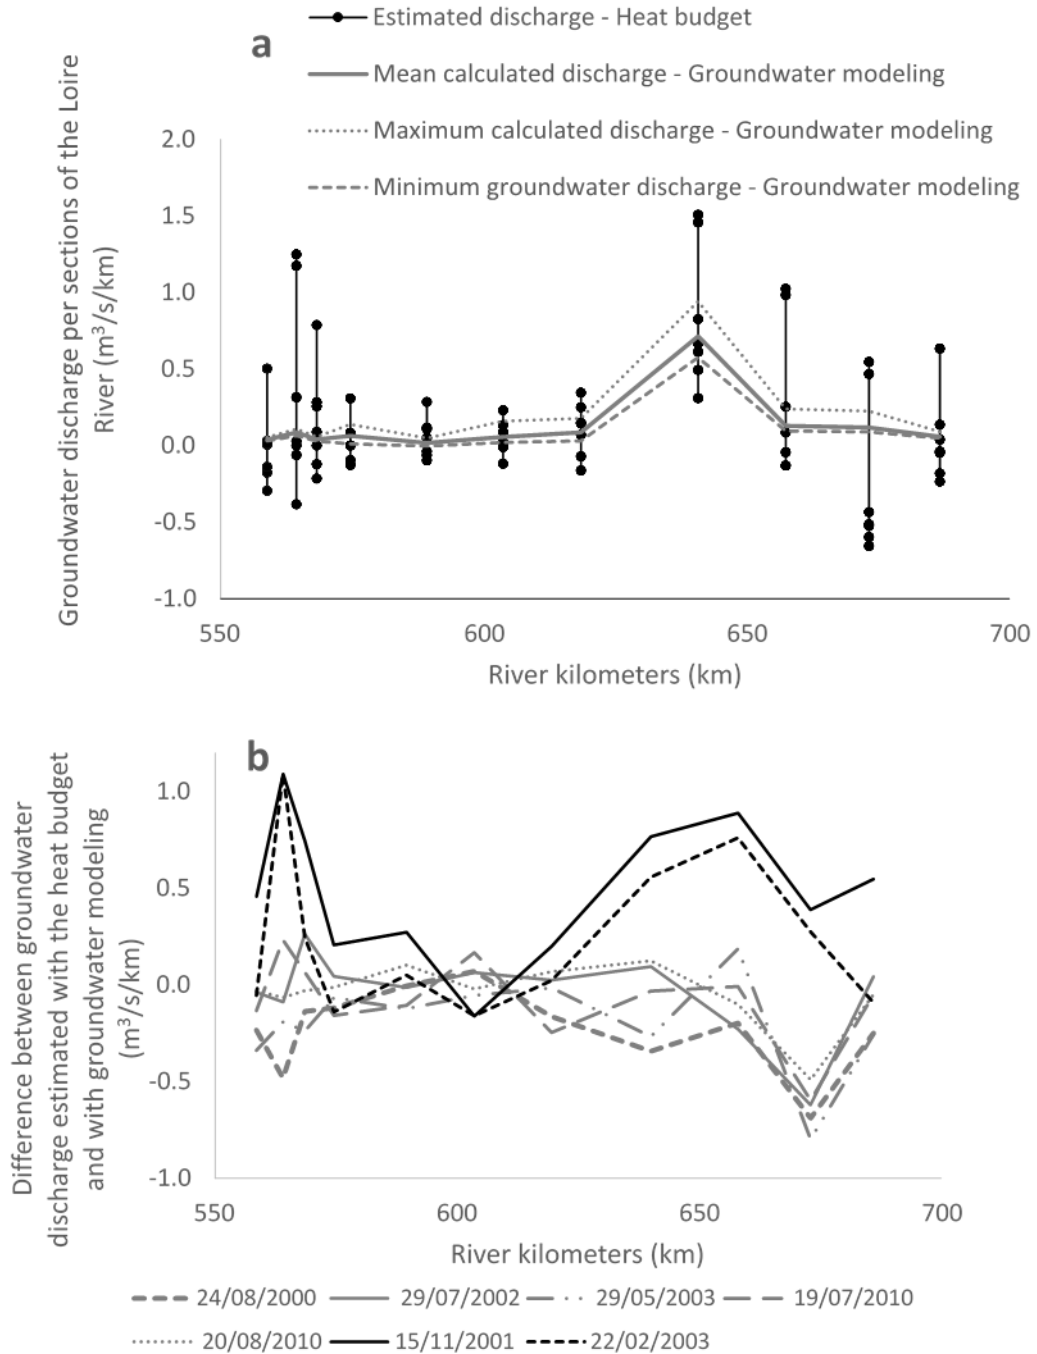 Estimated discharge - Heat budget
a
Mean calculated discharge - Groundwater modeling
Maximum calculated discharge - Groundwater modeling
Minimum groundwater discharge - Groundwater modeling
Groundwater discharge per sections of the Loire
River (m³/s/km)
2.0
1.5
1.0
0.5
0.0
-0.5
-1.0
550
600
650
700
River kilometers (km)
b
Difference between groundwater
discharge estimated with the heat budget
and with groundwater modeling
(m³/s/km)
1.0
0.5
0.0
-0.5
-1.0
550
600
650
700
River kilometers (km)
24/08/2000 29/07/2002 29/05/2003 19/07/2010
20/08/2010 15/11/2001 22/02/2003